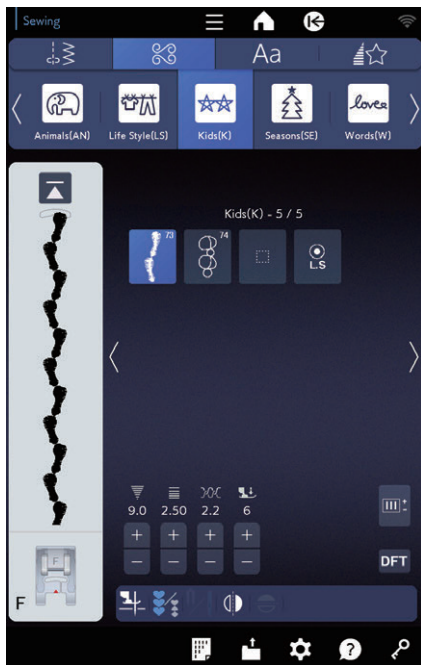 Sewing
Aa
Animals(AN) Life Style(LS) Kids(K) Seasons(SE) Words(W)
love
Kids(K) - 5 / 5
73 74
L.S
9.0 2.50 2.2 6
+ + + +
− − − −
DFT
F
F
?